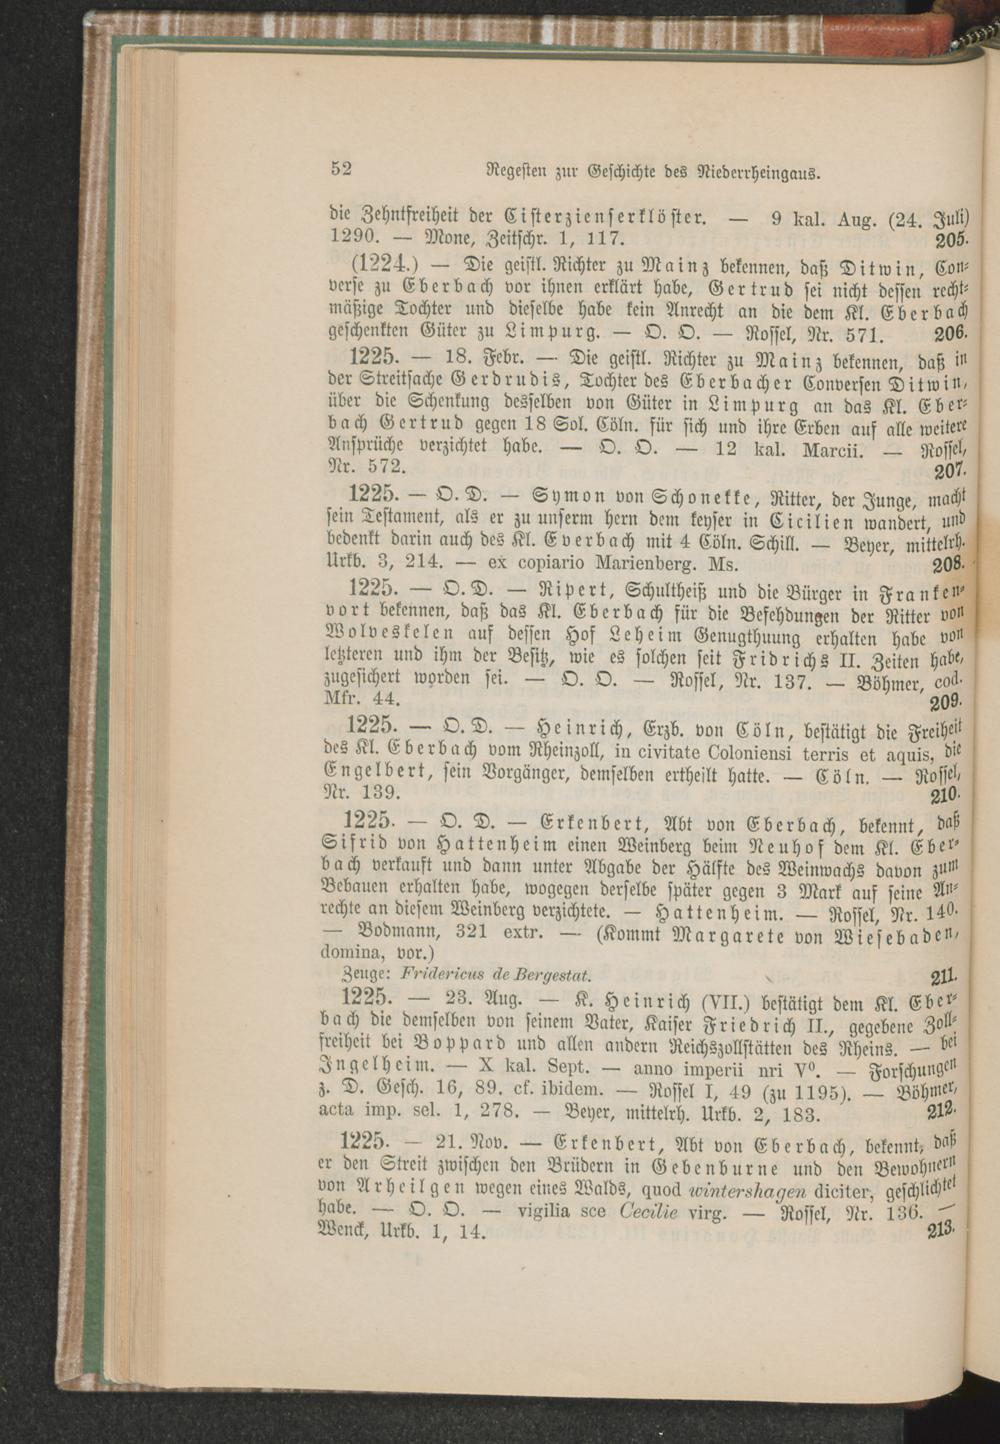 52 Regesten zur Geschichte des Niederrheingaus.
die Zehntfreiheit der Cisterzienserklöster. — 9 kal. Aug. (24. Juli)
1290. — Mone, Zeitschr. 1, 117. 205.
(1224.) — Die geistl. Richter zu Mainz bekennen, daß Ditwin, Con-
verse zu Eberbach vor ihnen erklärt habe, Gertrud sei nicht dessen recht-
mäßige Tochter und dieselbe habe kein Anrecht an die dem Kl. Eberbach
geschenkten Güter zu Limpurg. — O. O. — Rossel, Nr. 571. 206.
1225. — 18. Febr. — Die geistl. Richter zu Mainz bekennen, daß in
der Streitsache Gerdrudis, Tochter des Eberbacher Conversen Ditwin,
über die Schenkung desselben von Güter in Limpurg an das Kl. Eber-
bach Gertrud gegen 18 Sol. Cöln. für sich und ihre Erben auf alle weitere
Ansprüche verzichtet habe. — O. O. — 12 kal. Marcii. — Rossel,
Nr. 572. 207.
1225. — O. D. — Symon von Schonekke, Ritter, der Junge, macht
sein Testament, als er zu unserm hern dem keyser in Cicilien wandert, und
bedenkt darin auch des Kl. Everbach mit 4 Cöln. Schill. — Beyer, mittelrh.
Urkb. 3, 214. — ex copiario Marienberg. Ms. 208.
1225. — O. D. — Ripert, Schultheiß und die Bürger in Franken-
vort bekennen, daß das Kl. Eberbach für die Befehdungen der Ritter von
Wolveskelen auf dessen Hof Leheim Genugthuung erhalten habe von
letzteren und ihm der Besitz, wie es solchen seit Fridrichs II. Zeiten habe,
zugesichert worden sei. — O. O. — Rossel, Nr. 137. — Böhmer, cod.
Mfr. 44. 209.
1225. — O. D. — Heinrich, Erzb. von Cöln, bestätigt die Freiheit
des Kl. Eberbach vom Rheinzoll, in civitate Coloniensi terris et aquis, die
Engelbert, sein Vorgänger, demselben ertheilt hatte. — Cöln. — Rossel,
Nr. 139. 210.
1225. — O. D. — Erkenbert, Abt von Eberbach, bekennt, daß
Sifrid von Hattenheim einen Weinberg beim Neuhof dem Kl. Eber-
bach verkauft und dann unter Abgabe der Hälfte des Weinwachs davon zum
Bebauen erhalten habe, wogegen derselbe später gegen 3 Mark auf seine An-
rechte an diesem Weinberg verzichtete. — Hattenheim. — Rossel, Nr. 140.
— Bodmann, 321 extr. — (Kommt Margarete von Wiesebaden,
domina, vor.)
Zeuge: Fridericus de Bergestat. 211.
1225. — 23. Aug. — K. Heinrich (VII.) bestätigt dem Kl. Eber-
bach die demselben von seinem Vater, Kaiser Friedrich II., gegebene Zoll-
freiheit bei Boppard und allen andern Reichszollstätten des Rheins. — bei
Ingelheim. — X kal. Sept. — anno imperii nri V⁰. — Forschungen
z. D. Gesch. 16, 89. cf. ibidem. — Rossel I, 49 (zu 1195). — Böhmer,
acta imp. sel. 1, 278. — Beyer, mittelrh. Urkb. 2, 183. 212.
1225. — 21. Nov. — Erkenbert, Abt von Eberbach, bekennt, daß
er den Streit zwischen den Brüdern in Gebenburne und den Bewohnern
von Arheilgen wegen eines Walds, quod wintershagen diciter, geschlichtet
habe. — O. O. — vigilia sce Cecilie virg. — Rossel, Nr. 136. —
Wenck, Urkb. 1, 14. 213.